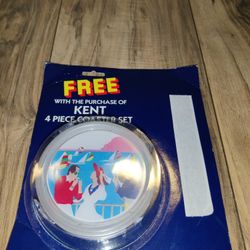 FREE
WITH THE PURCHASE OF
KENT
4 PIECE COASTER SET